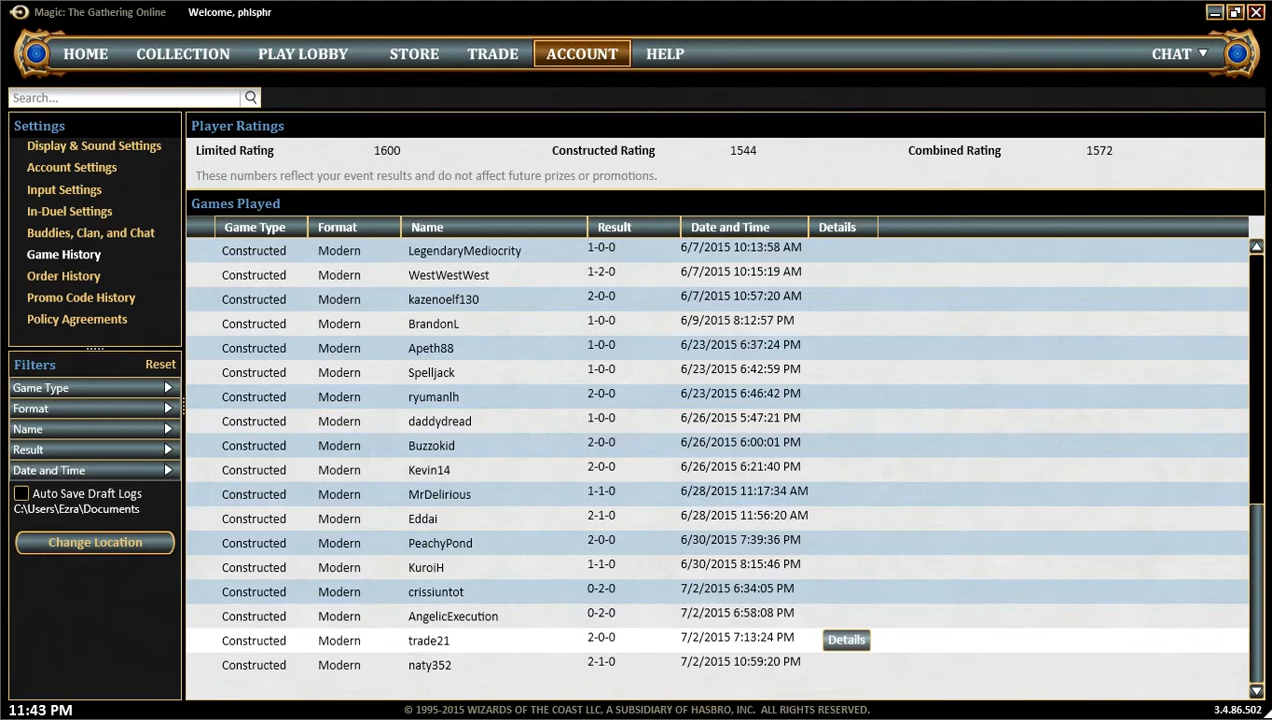 Magic: The Gathering Online Welcome, phlsphr
HOME COLLECTION PLAY LOBBY STORE TRADE ACCOUNT HELP CHAT
Search...
Settings
Display & Sound Settings
Account Settings
Input Settings
In-Duel Settings
Buddies, Clan, and Chat
Game History
Order History
Promo Code History
Policy Agreements
Filters Reset
Game Type
Format
Name
Result
Date and Time
Auto Save Draft Logs
C:\Users\Ezra\Documents
Change Location
Player Ratings
Limited Rating 1600 Constructed Rating 1544 Combined Rating 1572
These numbers reflect your event results and do not affect future prizes or promotions.
Games Played
Game Type Format Name Result Date and Time Details
Constructed Modern LegendaryMediocrity 1-0-0 6/7/2015 10:13:58 AM
Constructed Modern WestWestWest 1-2-0 6/7/2015 10:15:19 AM
Constructed Modern kazenoelf130 2-0-0 6/7/2015 10:57:20 AM
Constructed Modern BrandonL 1-0-0 6/9/2015 8:12:57 PM
Constructed Modern Apeth88 1-0-0 6/23/2015 6:37:24 PM
Constructed Modern Spelljack 1-0-0 6/23/2015 6:42:59 PM
Constructed Modern ryumanlh 2-0-0 6/23/2015 6:46:42 PM
Constructed Modern daddydread 1-0-0 6/26/2015 5:47:21 PM
Constructed Modern Buzzokid 2-0-0 6/26/2015 6:00:01 PM
Constructed Modern Kevin14 2-0-0 6/26/2015 6:21:40 PM
Constructed Modern MrDelirious 1-1-0 6/28/2015 11:17:34 AM
Constructed Modern Eddai 2-1-0 6/28/2015 11:56:20 AM
Constructed Modern PeachyPond 2-0-0 6/30/2015 7:39:36 PM
Constructed Modern KuroiH 1-1-0 6/30/2015 8:15:46 PM
Constructed Modern crissiuntot 0-2-0 7/2/2015 6:34:05 PM
Constructed Modern AngelicExecution 0-2-0 7/2/2015 6:58:08 PM
Constructed Modern trade21 2-0-0 7/2/2015 7:13:24 PM Details
Constructed Modern naty352 2-1-0 7/2/2015 10:59:20 PM
11:43 PM © 1995-2015 WIZARDS OF THE COAST LLC, A SUBSIDIARY OF HASBRO, INC. ALL RIGHTS RESERVED. 3.4.86.502